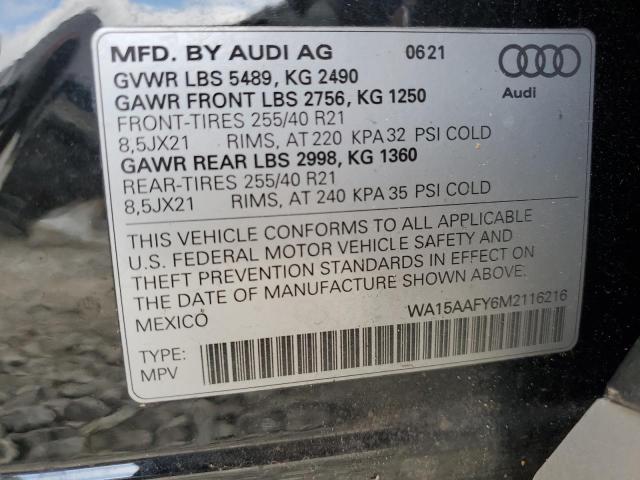 MFD. BY AUDI AG 0621
GVWR LBS 5489, KG 2490
GAWR FRONT LBS 2756, KG 1250
FRONT-TIRES 255/40 R21
8,5JX21 RIMS, AT 220 KPA 32 PSI COLD
GAWR REAR LBS 2998, KG 1360
REAR-TIRES 255/40 R21
8,5JX21 RIMS, AT 240 KPA 35 PSI COLD
Audi
THIS VEHICLE CONFORMS TO ALL APPLICABLE
U.S. FEDERAL MOTOR VEHICLE SAFETY AND
THEFT PREVENTION STANDARDS IN EFFECT ON
THE DATE OF MANUFACTURE SHOWN ABOVE.
MEXICO
WA15AAFY6M2116216
TYPE:
MPV